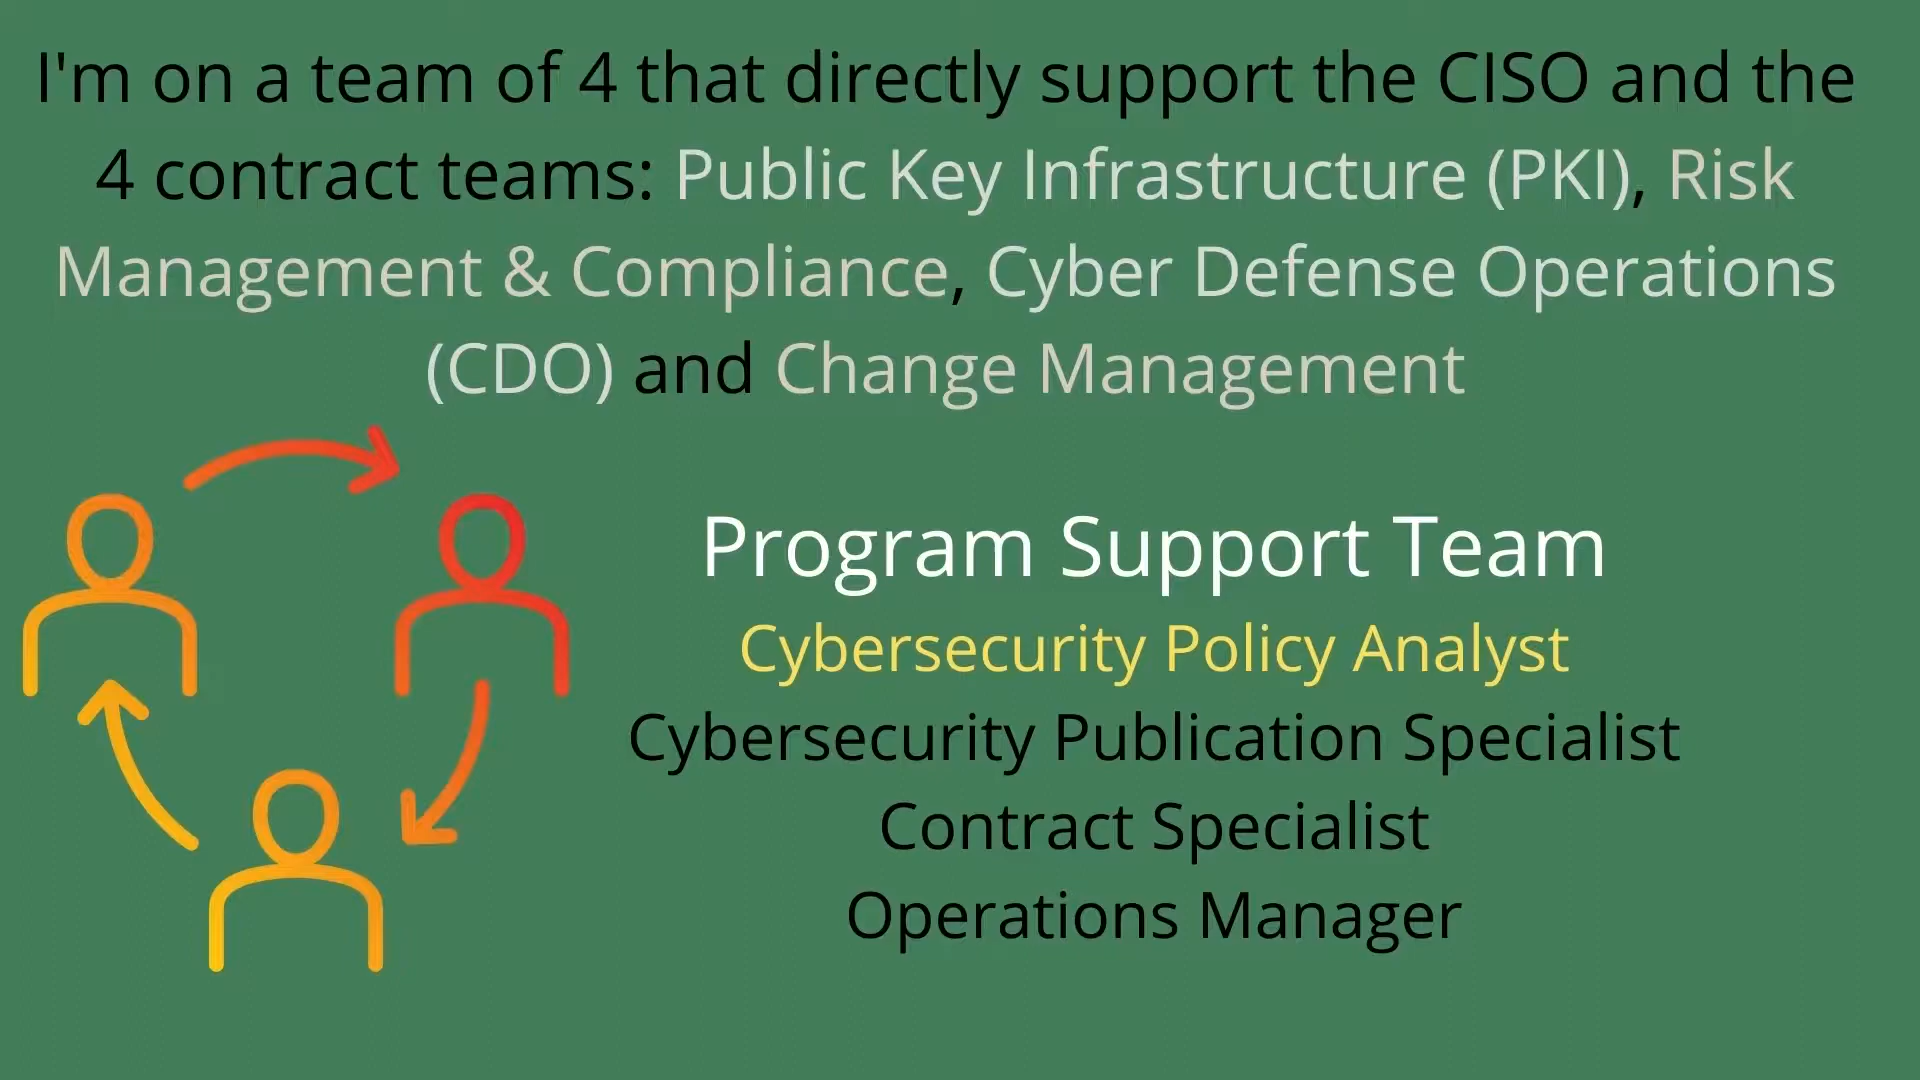 I'm on a team of 4 that directly support the CISO and the
4 contract teams: Public Key Infrastructure (PKI), Risk
Management & Compliance, Cyber Defense Operations
(CDO) and Change Management
Program Support Team
Cybersecurity Policy Analyst
Cybersecurity Publication Specialist
Contract Specialist
Operations Manager